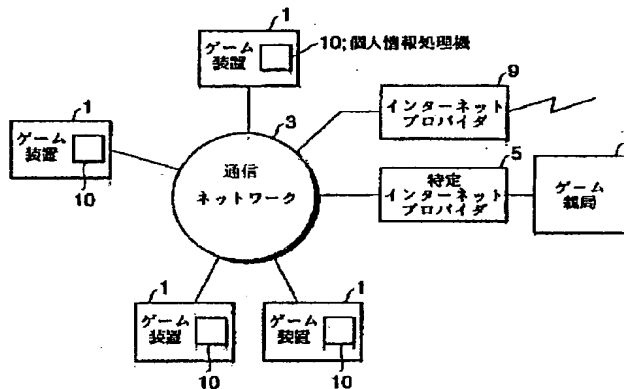 1
ゲーム
装置
10;個人情報処理機
9
インターネット
プロバイダ
1
ゲーム
装置
10
3
通信
ネットワーク
5
特定
インターネット
プロバイダ
ゲーム
親局
1
ゲーム
装置
10
1
ゲーム
装置
10